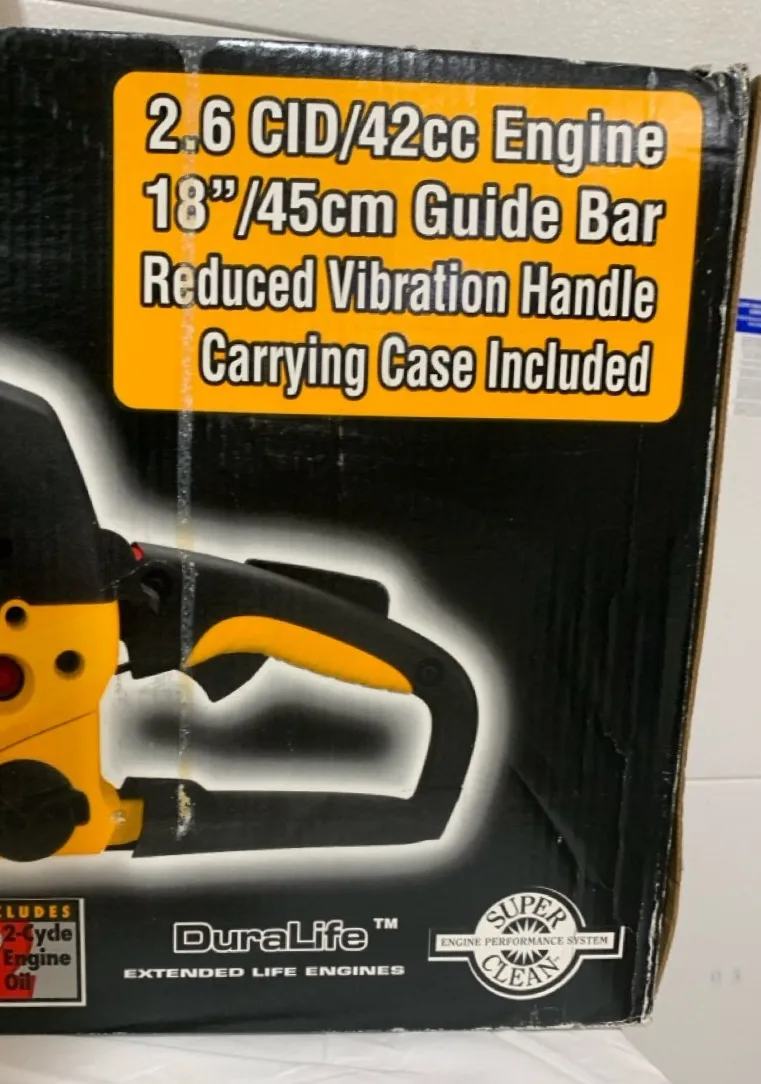 2.6 CID/42cc Engine
18”/45cm Guide Bar
Reduced Vibration Handle
Carrying Case Included
CLUDES
2-Cycle
Engine
Oil
DuraLife™
EXTENDED LIFE ENGINES
SUPER
ENGINE PERFORMANCE SYSTEM
CLEAN™